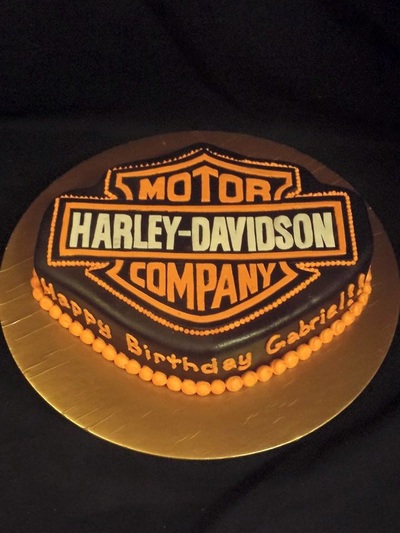 MOTOR
HARLEY-DAVIDSON
COMPANY
Happy Birthday Gabriel!!!